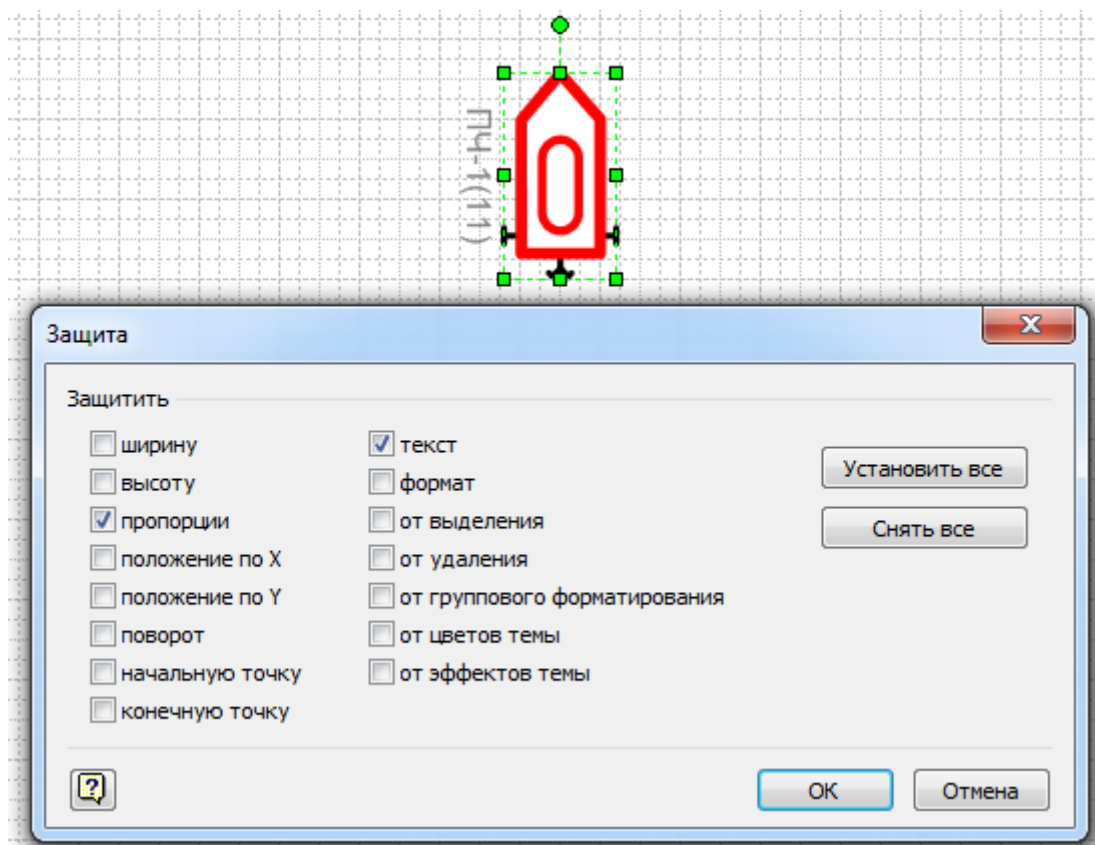 ПЧ-1(11)
Защита
Защитить
ширину
высоту
пропорции
положение по X
положение по Y
поворот
начальную точку
конечную точку
текст
формат
от выделения
от удаления
от группового форматирования
от цветов темы
от эффектов темы
Установить все
Снять все
ОК
Отмена